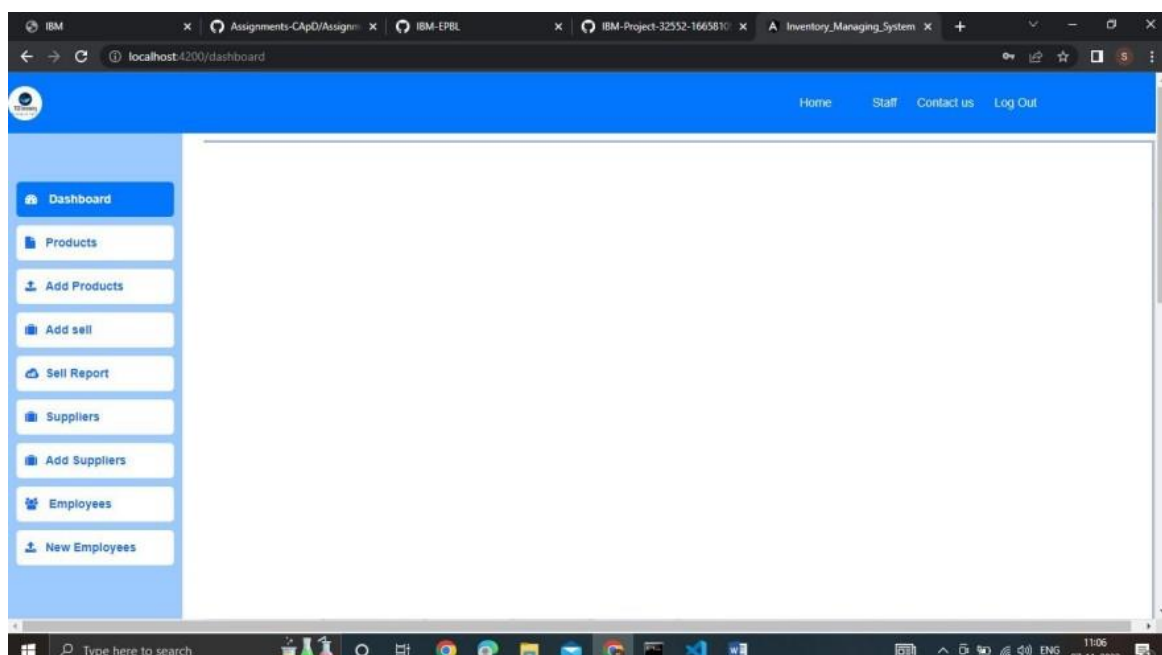 IBM
Assignments-CApD/Assignm
IBM-EPBL
IBM-Project-32552-1665810
Inventory_Managing_System
localhost:4200/dashboard
S
Home Staff Contact us Log Out
Dashboard
Products
Add Products
Add sell
Sell Report
Suppliers
Add Suppliers
Employees
New Employees
Type here to search
ENG
11:06